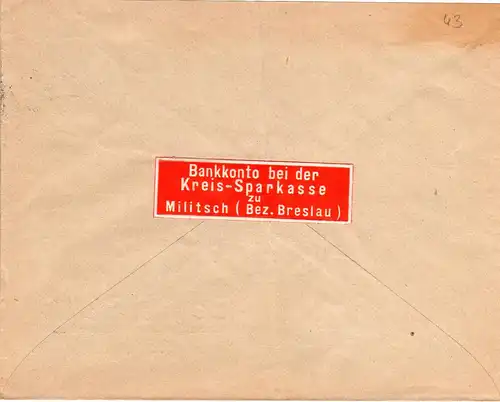 43
Bankkonto bei der
Kreis-Sparkasse
zu
Militsch (Bez. Breslau)